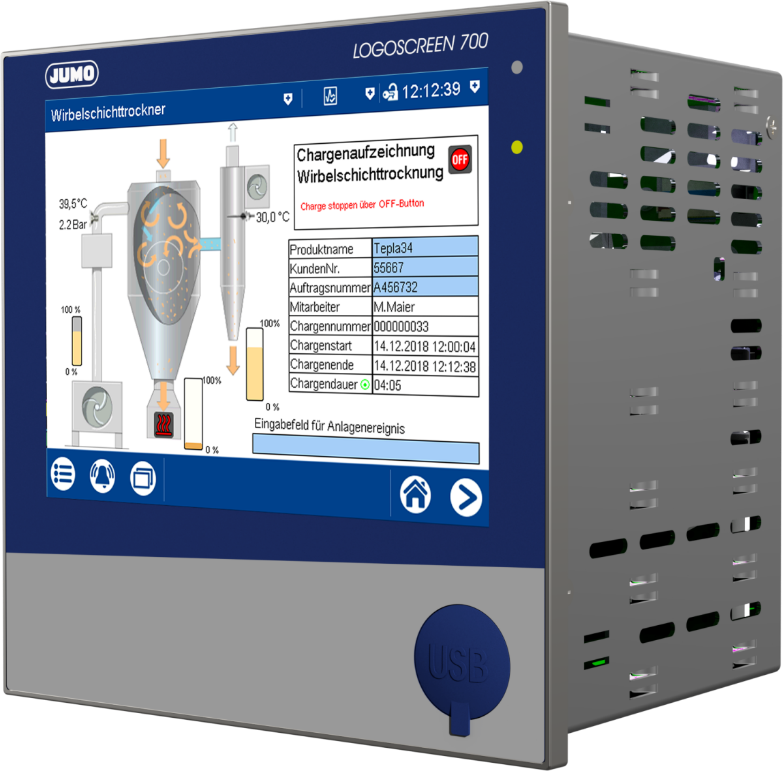 LOGOSCREEN 700
JUMO
Wirbelschichttrockner
12:12:39
Chargenaufzeichnung
Wirbelschichttrocknung
OFF
Charge stoppen über OFF-Button
39,5°C
2.2Bar
30,0 °C
Produktname Tepla34
KundenNr. 55667
Auftragsnummer A456732
Mitarbeiter M.Maier
Chargennummer 000000033
Chargenstart 14.12.2018 12:00:04
Chargenende 14.12.2018 12:12:38
Chargendauer 04:05
100 %
0 %
100%
0 %
100%
0 %
Eingabefeld für Anlagenereignis
USB